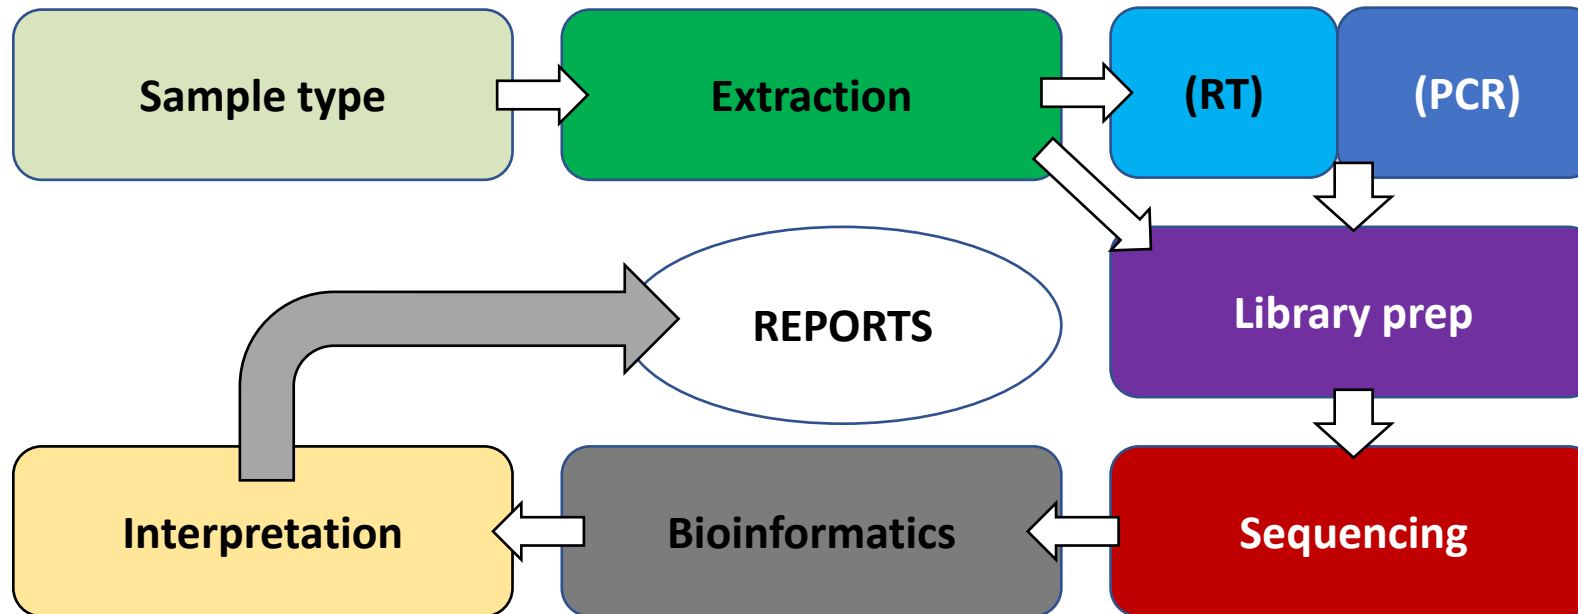 Sample type
Extraction
(RT)
(PCR)
Library prep
REPORTS
Interpretation
Bioinformatics
Sequencing